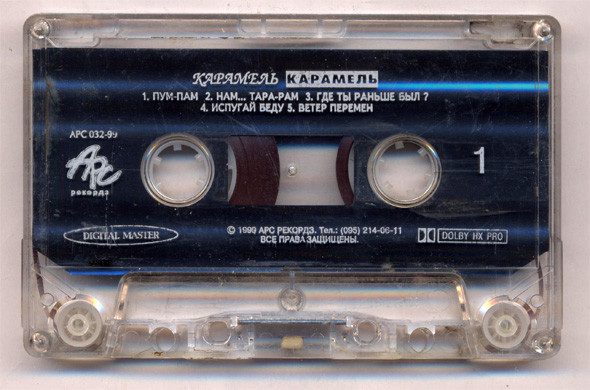 КАРАМЕЛЬ КАРАМЕЛЬ
1. ПУМ-ПАМ 2. НАМ... ТАРА-РАМ 3. ГДЕ ТЫ РАНЬШЕ БЫЛ ?
4. ИСПУГАЙ БЕДУ 5. ВЕТЕР ПЕРЕМЕН
АРС 032-99
АРС
рекордз
1
DIGITAL MASTER
© 1999 АРС РЕКОРДЗ. Тел.: (095) 214-06-11
ВСЕ ПРАВА ЗАЩИЩЕНЫ.
DOLBY HX PRO